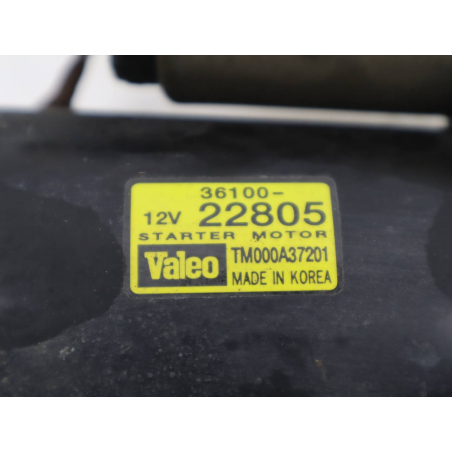 36100-
12V 22805
STARTER MOTOR
Valeo TM000A37201
MADE IN KOREA